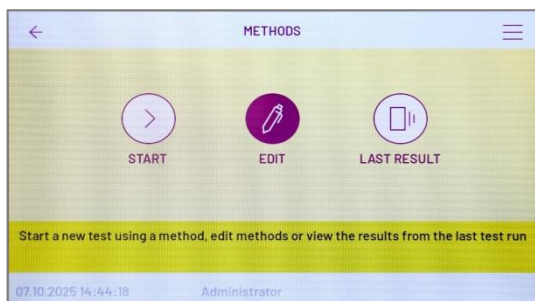 METHODS
START
EDIT
LAST RESULT
Start a new test using a method, edit methods or view the results from the last test run
07.10.2025 14:44:18 Administrator